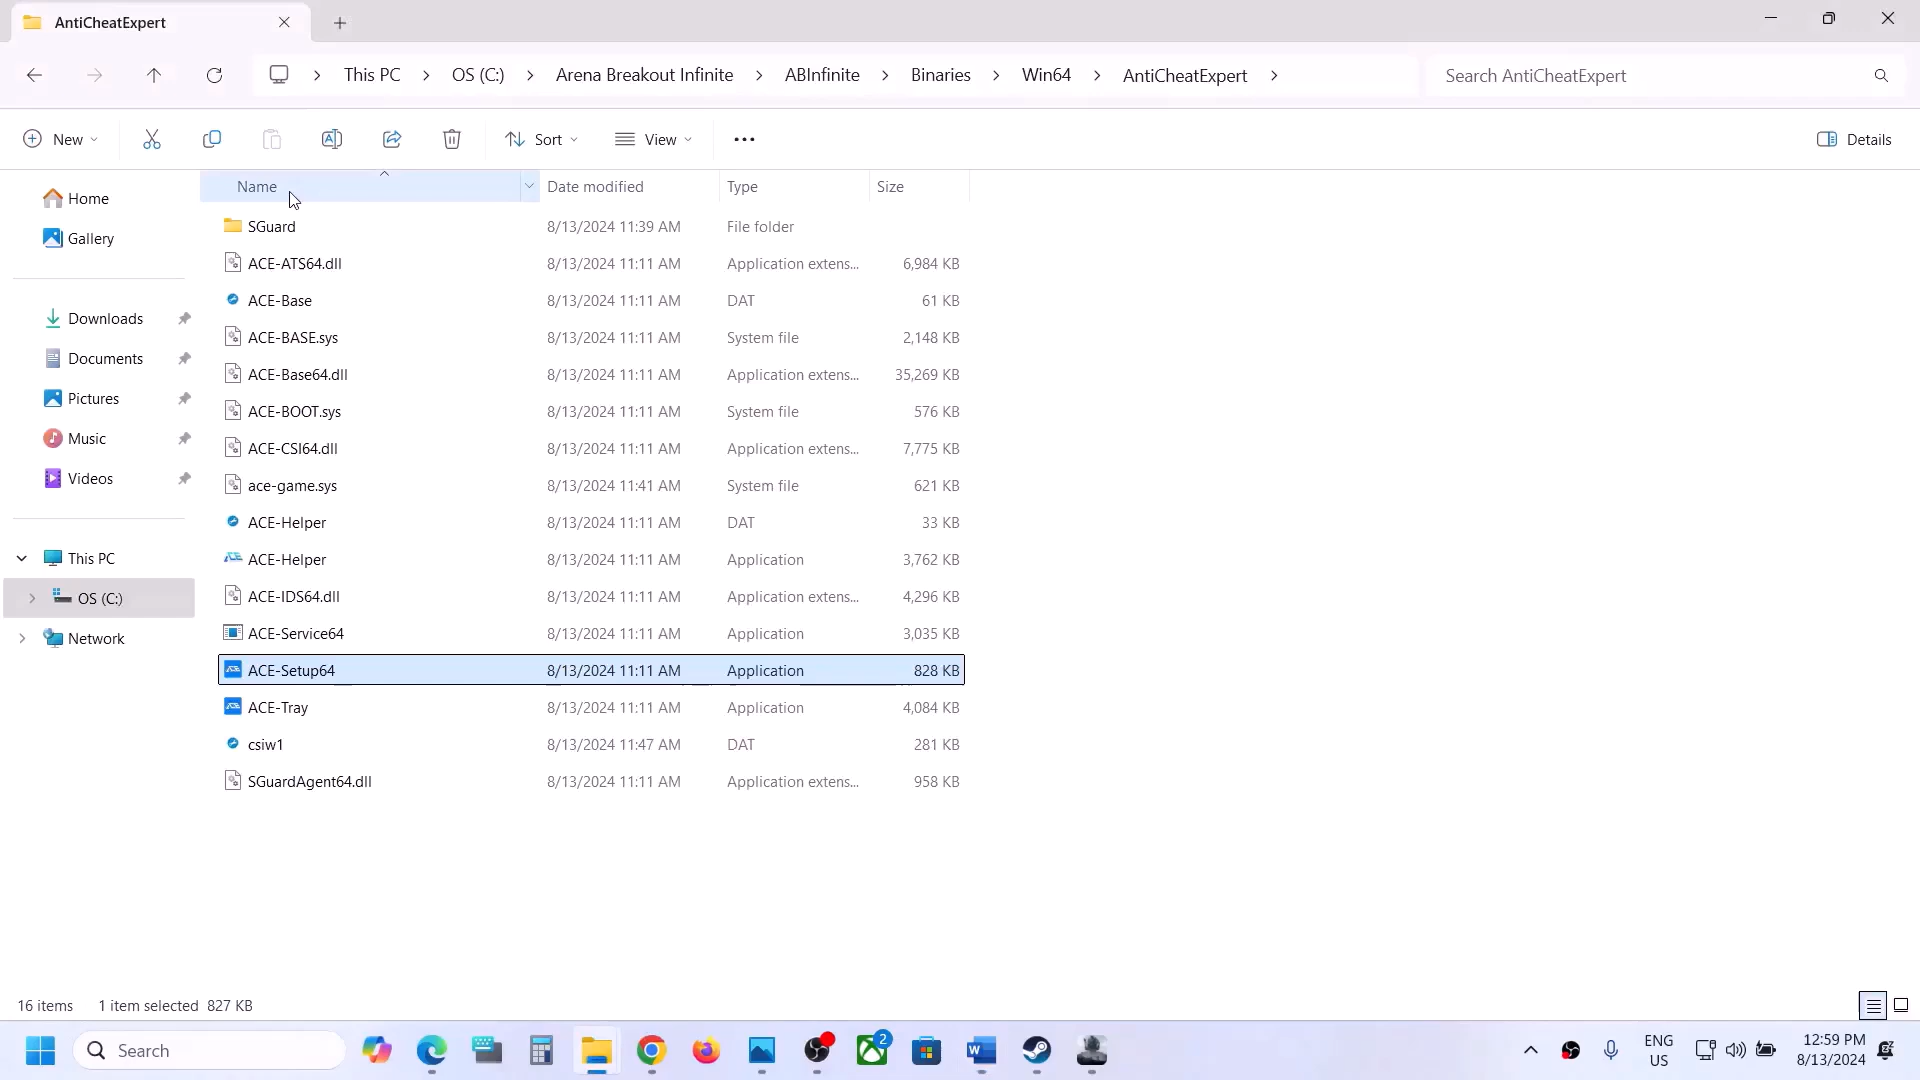 AntiCheatExpert
This PC OS (C:) Arena Breakout Infinite ABInfinite Binaries Win64 AntiCheatExpert Search AntiCheatExpert
New Sort View Details
Home
Gallery
Downloads
Documents
Pictures
Music
Videos
This PC
OS (C:)
Network
Name Date modified Type Size
SGuard 8/13/2024 11:39 AM File folder
ACE-ATS64.dll 8/13/2024 11:11 AM Application extens... 6,984 KB
ACE-Base 8/13/2024 11:11 AM DAT 61 KB
ACE-BASE.sys 8/13/2024 11:11 AM System file 2,148 KB
ACE-Base64.dll 8/13/2024 11:11 AM Application extens... 35,269 KB
ACE-BOOT.sys 8/13/2024 11:11 AM System file 576 KB
ACE-CSI64.dll 8/13/2024 11:11 AM Application extens... 7,775 KB
ace-game.sys 8/13/2024 11:41 AM System file 621 KB
ACE-Helper 8/13/2024 11:11 AM DAT 33 KB
ACE-Helper 8/13/2024 11:11 AM Application 3,762 KB
ACE-IDS64.dll 8/13/2024 11:11 AM Application extens... 4,296 KB
ACE-Service64 8/13/2024 11:11 AM Application 3,035 KB
ACE-Setup64 8/13/2024 11:11 AM Application 828 KB
ACE-Tray 8/13/2024 11:11 AM Application 4,084 KB
csiw1 8/13/2024 11:47 AM DAT 281 KB
SGuardAgent64.dll 8/13/2024 11:11 AM Application extens... 958 KB
16 items 1 item selected 827 KB
Search 2 ENG 12:59 PM
US 8/13/2024